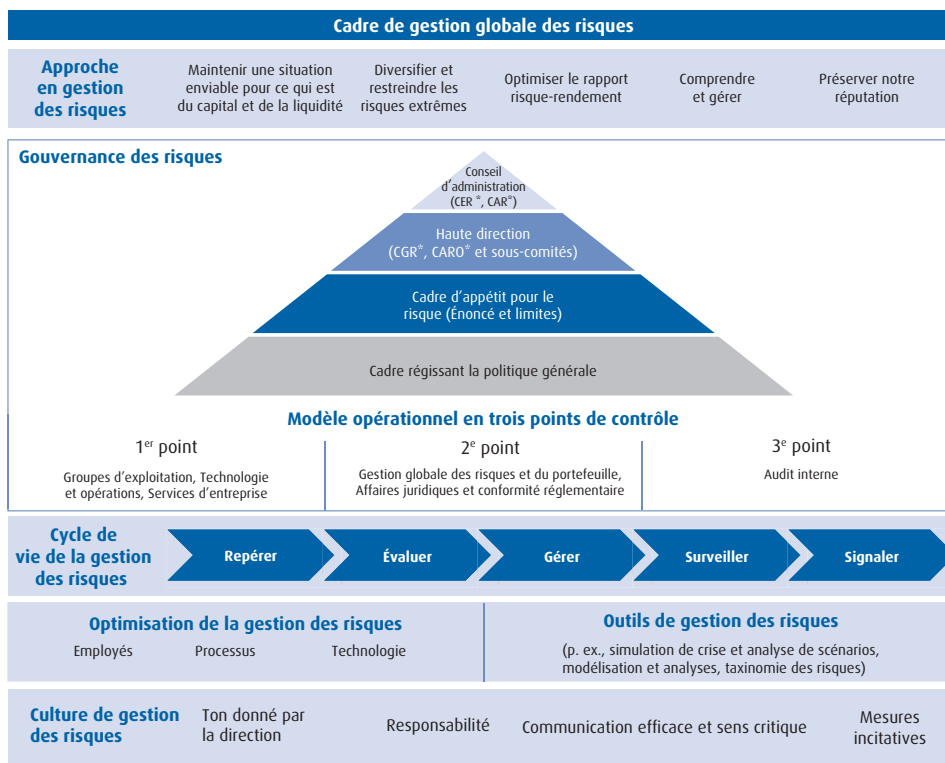 Cadre de gestion globale des risques
Approche
en gestion
des risques
Maintenir une situation
enviable pour ce qui est
du capital et de la liquidité
Diversifier et
restreindre les
risques extrêmes
Optimiser le rapport
risque-rendement
Comprendre
et gérer
Préserver notre
réputation
Gouvernance des risques
Conseil
d'administration
(CER *, CAR*)
Haute direction
(CGR*, CARO* et sous-comités)
Cadre d'appétit pour le
risque (Énoncé et limites)
Cadre régissant la politique générale
Modèle opérationnel en trois points de contrôle
1er point
Groupes d'exploitation, Technologie
et opérations, Services d'entreprise
2e point
Gestion globale des risques et du portefeuille,
Affaires juridiques et conformité réglementaire
3e point
Audit interne
Cycle de
vie de la gestion
des risques
Repérer
Évaluer
Gérer
Surveiller
Signaler
Optimisation de la gestion des risques
Employés
Processus
Technologie
Outils de gestion des risques
(p. ex., simulation de crise et analyse de scénarios,
modélisation et analyses, taxinomie des risques)
Culture de gestion
des risques
Ton donné par
la direction
Responsabilité
Communication efficace et sens critique
Mesures
incitatives